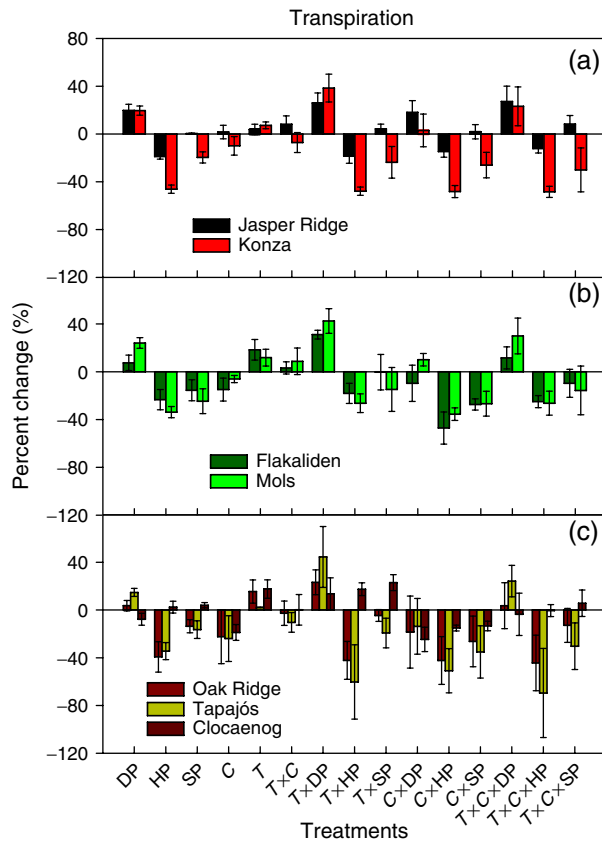 Transpiration
80
(a)
40
0
−40
−80
Jasper Ridge
Konza
−120
(b)
40
0
−40
−80
Flakaliden
Mols
−120
(c)
40
0
−40
−80
Oak Ridge
Tapajós
Clocaenog
−120
Percent change (%)
DP HP SP C T T×C T×DP T×HP T×SP C×DP C×HP C×SP T×C×DP T×C×HP T×C×SP
Treatments